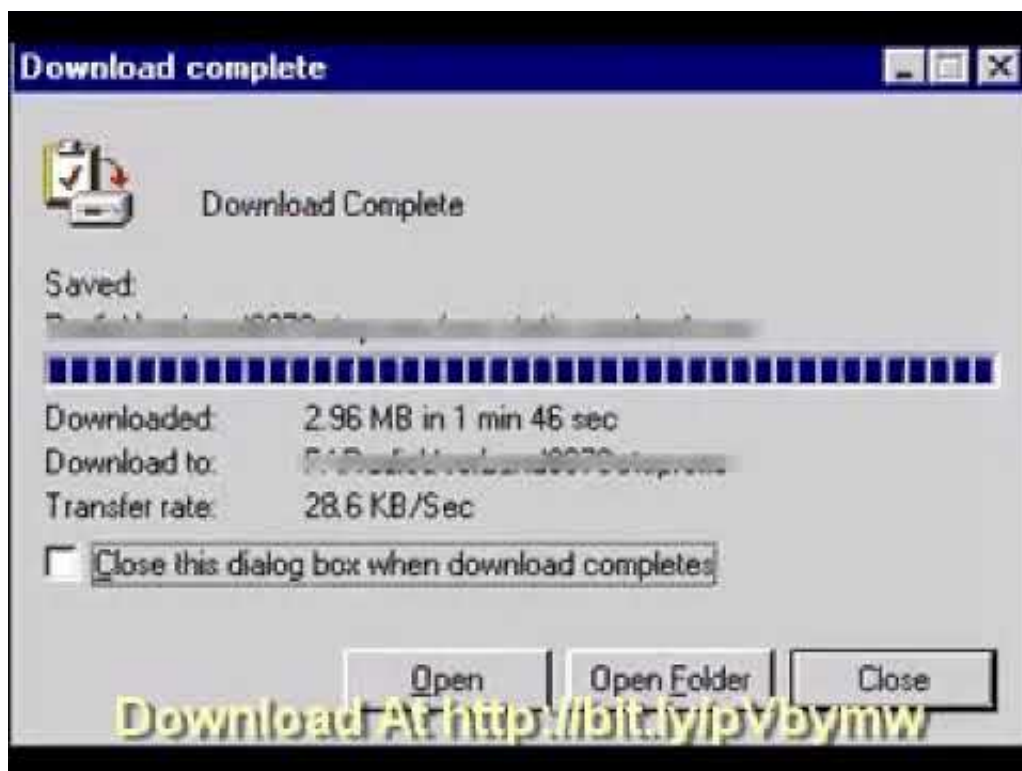 Download complete
Download Complete
Saved:
Downloaded: 2.96 MB in 1 min 46 sec
Download to:
Transfer rate: 28.6 KB/Sec
Close this dialog box when download completes
Open Open Folder Close
Download At http://bit.ly/pVbymw